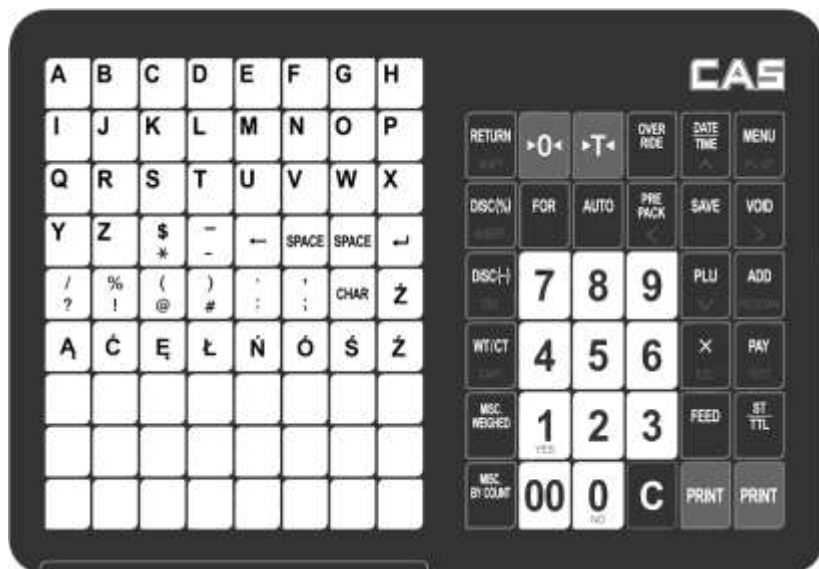 CAS
A B C D E F G H
I J K L M N O P
Q R S T U V W X
Y Z $ – ← SPACE SPACE ↵
* -
/ % ( ) CHAR Ż
? ! @ # : ;
Ą Ć Ę Ł Ń Ó Ś Ź
RETURN ▸0◂ ▸T◂ OVER RIDE DATE TIME MENU
DISC(%) FOR AUTO PRE PACK SAVE VOID
DISC(–) 7 8 9 PLU ADD
WT/CT 4 5 6 × PAY
MISC. WEIGHED 1 2 3 FEED ST TTL
YES
MISC. BY COUNT 00 0 C PRINT PRINT
NO